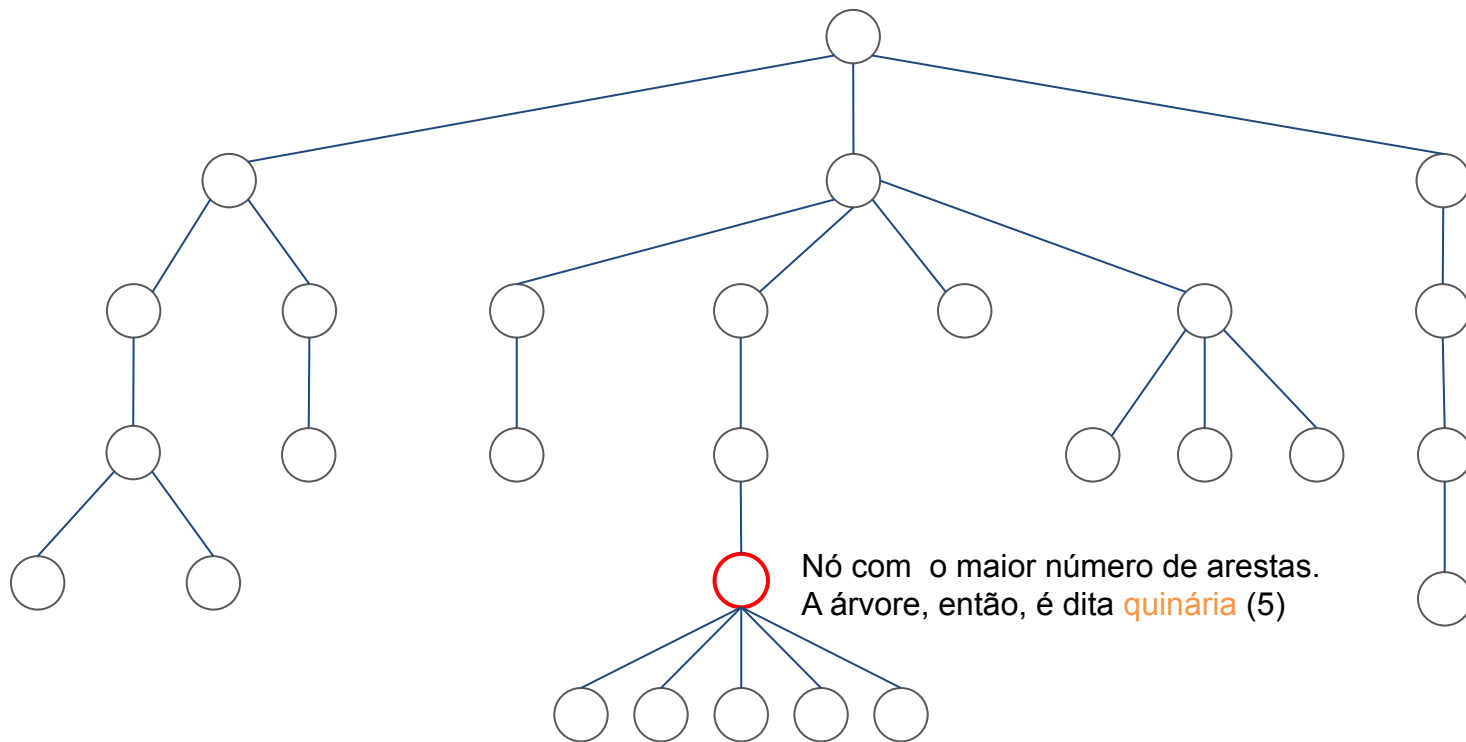 Nó com  o maior número de arestas.
A árvore, então, é dita quinária (5)